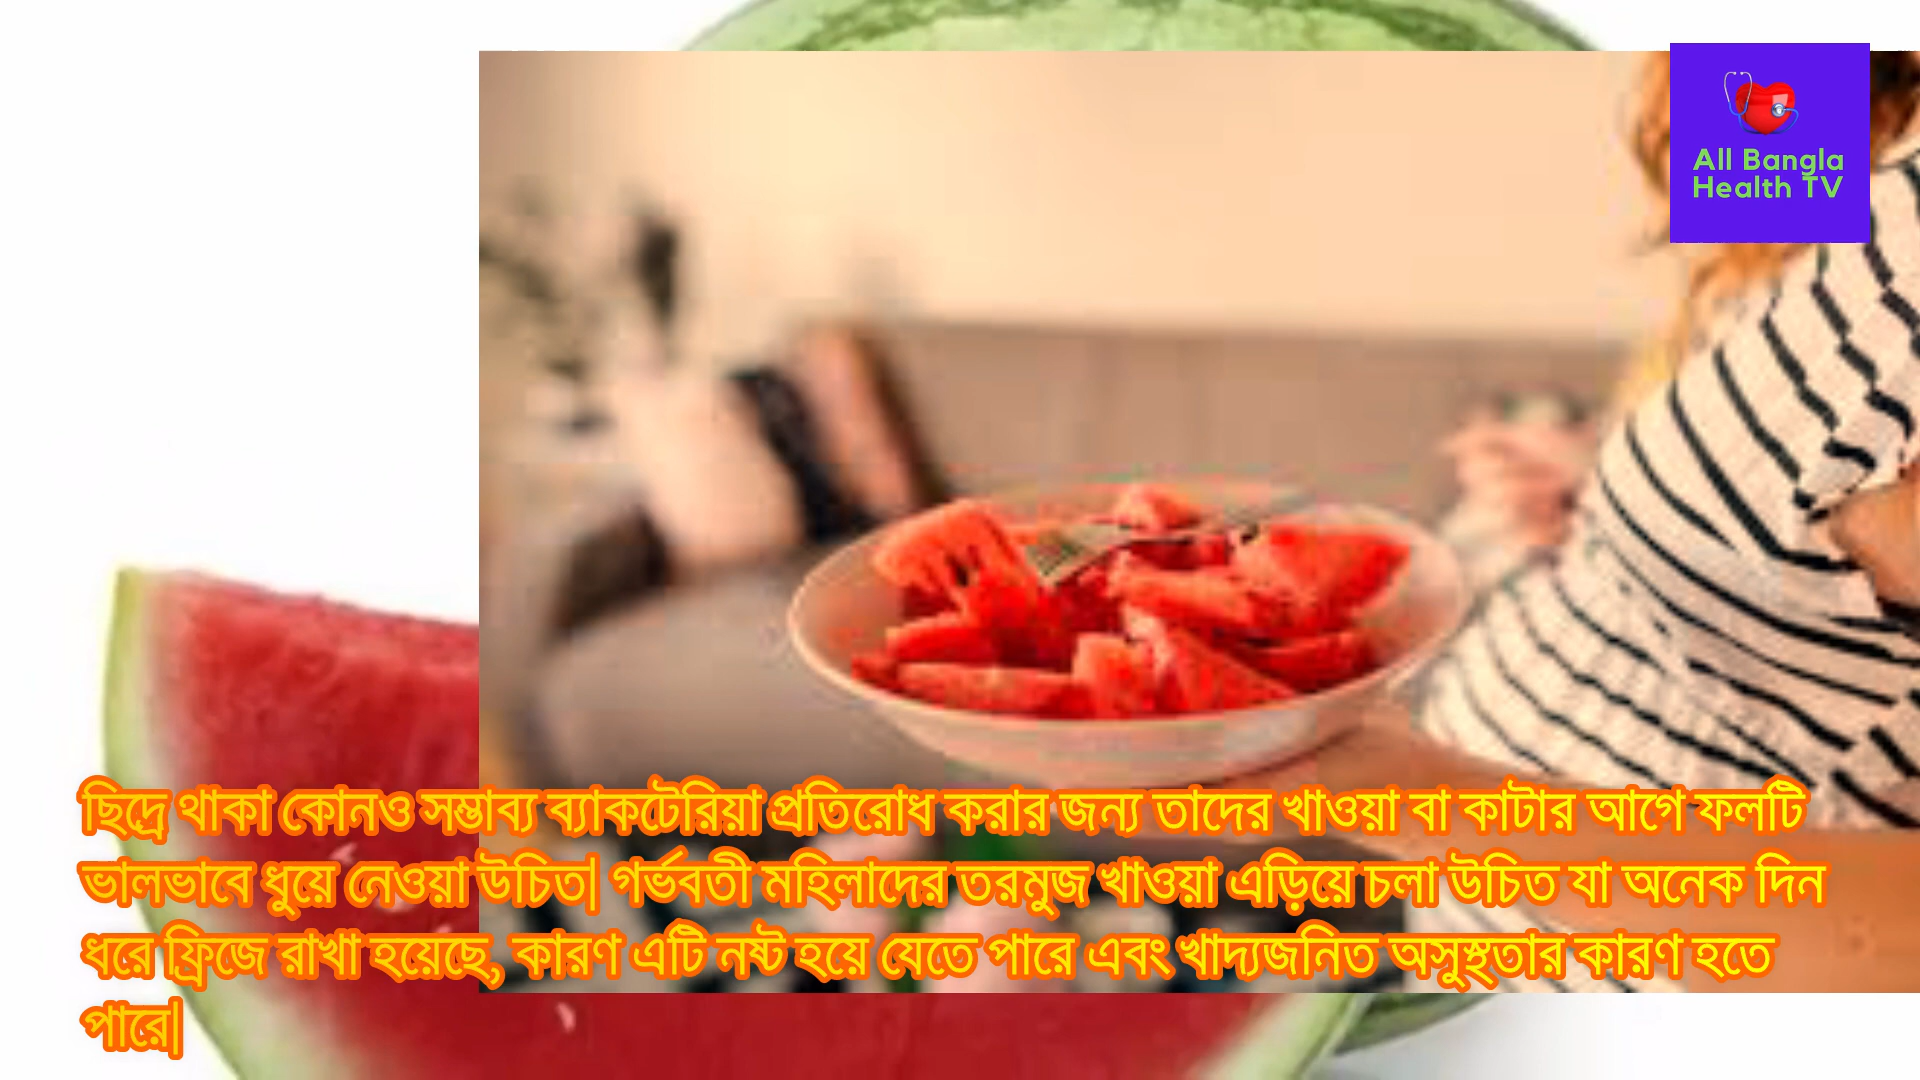 All Bangla
Health TV
ছিদ্রে থাকা কোনও সম্ভাব্য ব্যাকটেরিয়া প্রতিরোধ করার জন্য তাদের খাওয়া বা কাটার আগে ফলটি
ভালভাবে ধুয়ে নেওয়া উচিত| গর্ভবতী মহিলাদের তরমুজ খাওয়া এড়িয়ে চলা উচিত যা অনেক দিন
ধরে ফ্রিজে রাখা হয়েছে, কারণ এটি নষ্ট হয়ে যেতে পারে এবং খাদ্যজনিত অসুস্থতার কারণ হতে
পারে|